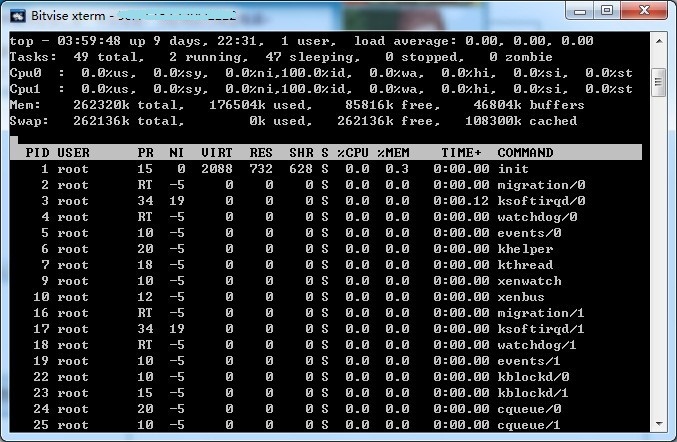 Bitvise xterm -
top - 03:59:48 up 9 days, 22:31,  1 user,  load average: 0.00, 0.00, 0.00
Tasks:  49 total,   2 running,  47 sleeping,   0 stopped,   0 zombie
Cpu0  :  0.0%us,  0.0%sy,  0.0%ni,100.0%id,  0.0%wa,  0.0%hi,  0.0%si,  0.0%st
Cpu1  :  0.0%us,  0.0%sy,  0.0%ni,100.0%id,  0.0%wa,  0.0%hi,  0.0%si,  0.0%st
Mem:    262320k total,   176504k used,    85816k free,    46804k buffers
Swap:   262136k total,        0k used,   262136k free,   108300k cached
PID USER      PR  NI  VIRT  RES  SHR S %CPU %MEM    TIME+  COMMAND
1 root      15   0  2088  732  628 S  0.0  0.3   0:00.00 init
2 root      RT  -5     0    0    0 S  0.0  0.0   0:00.00 migration/0
3 root      34  19     0    0    0 S  0.0  0.0   0:00.12 ksoftirqd/0
4 root      RT  -5     0    0    0 S  0.0  0.0   0:00.00 watchdog/0
5 root      10  -5     0    0    0 S  0.0  0.0   0:00.00 events/0
6 root      20  -5     0    0    0 S  0.0  0.0   0:00.00 khelper
7 root      18  -5     0    0    0 S  0.0  0.0   0:00.00 kthread
9 root      10  -5     0    0    0 S  0.0  0.0   0:00.00 xenwatch
10 root      12  -5     0    0    0 S  0.0  0.0   0:00.00 xenbus
16 root      RT  -5     0    0    0 S  0.0  0.0   0:00.00 migration/1
17 root      34  19     0    0    0 S  0.0  0.0   0:00.00 ksoftirqd/1
18 root      RT  -5     0    0    0 S  0.0  0.0   0:00.00 watchdog/1
19 root      10  -5     0    0    0 S  0.0  0.0   0:00.00 events/1
22 root      10  -5     0    0    0 S  0.0  0.0   0:00.00 kblockd/0
23 root      15  -5     0    0    0 S  0.0  0.0   0:00.00 kblockd/1
24 root      20  -5     0    0    0 S  0.0  0.0   0:00.00 cqueue/0
25 root      10  -5     0    0    0 S  0.0  0.0   0:00.00 cqueue/1